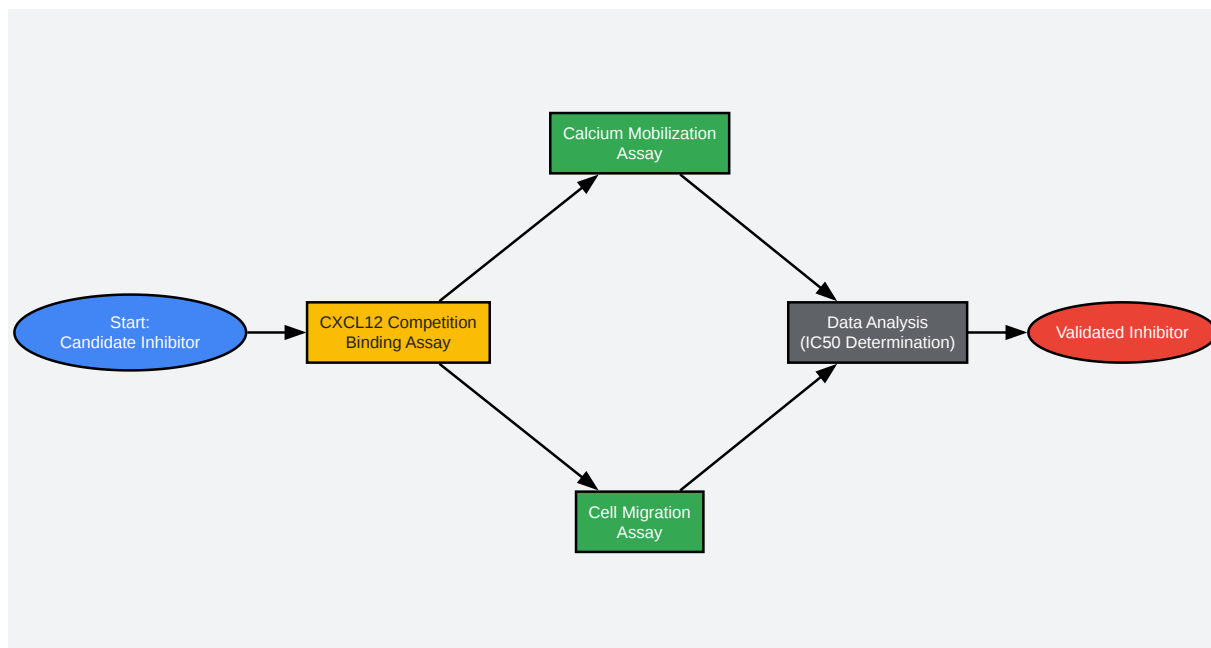 Start:
Candidate Inhibitor
CXCL12 Competition
Binding Assay
Calcium Mobilization
Assay
Cell Migration
Assay
Data Analysis
(IC50 Determination)
Validated Inhibitor